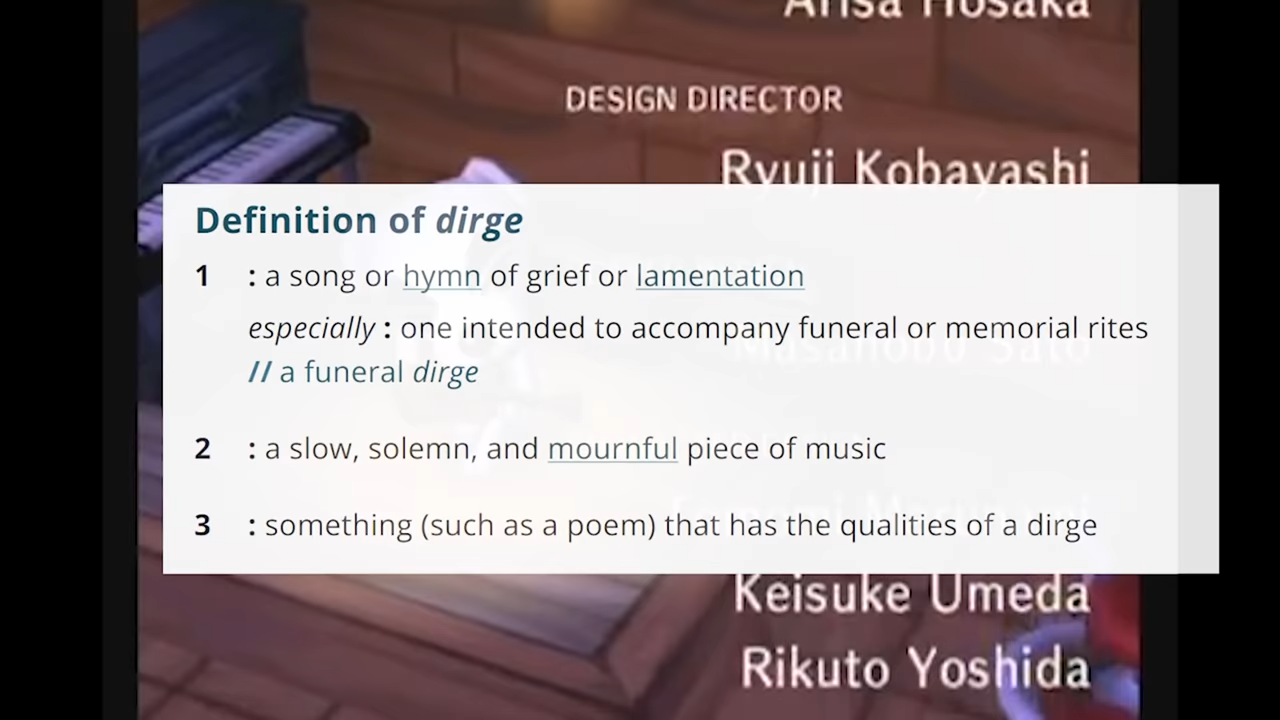 Arisa Hosaka
DESIGN DIRECTOR
Ryuji Kobayashi
Definition of dirge
1 : a song or hymn of grief or lamentation
especially : one intended to accompany funeral or memorial rites
// a funeral dirge
2 : a slow, solemn, and mournful piece of music
3 : something (such as a poem) that has the qualities of a dirge
Masanobu Sato
Keisuke Umeda
Rikuto Yoshida